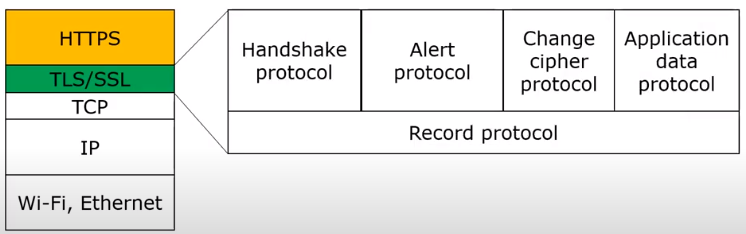 HTTPS
TLS/SSL
TCP
IP
Wi-Fi, Ethernet
Handshake
protocol
Alert
protocol
Change
cipher
protocol
Application
data
protocol
Record protocol